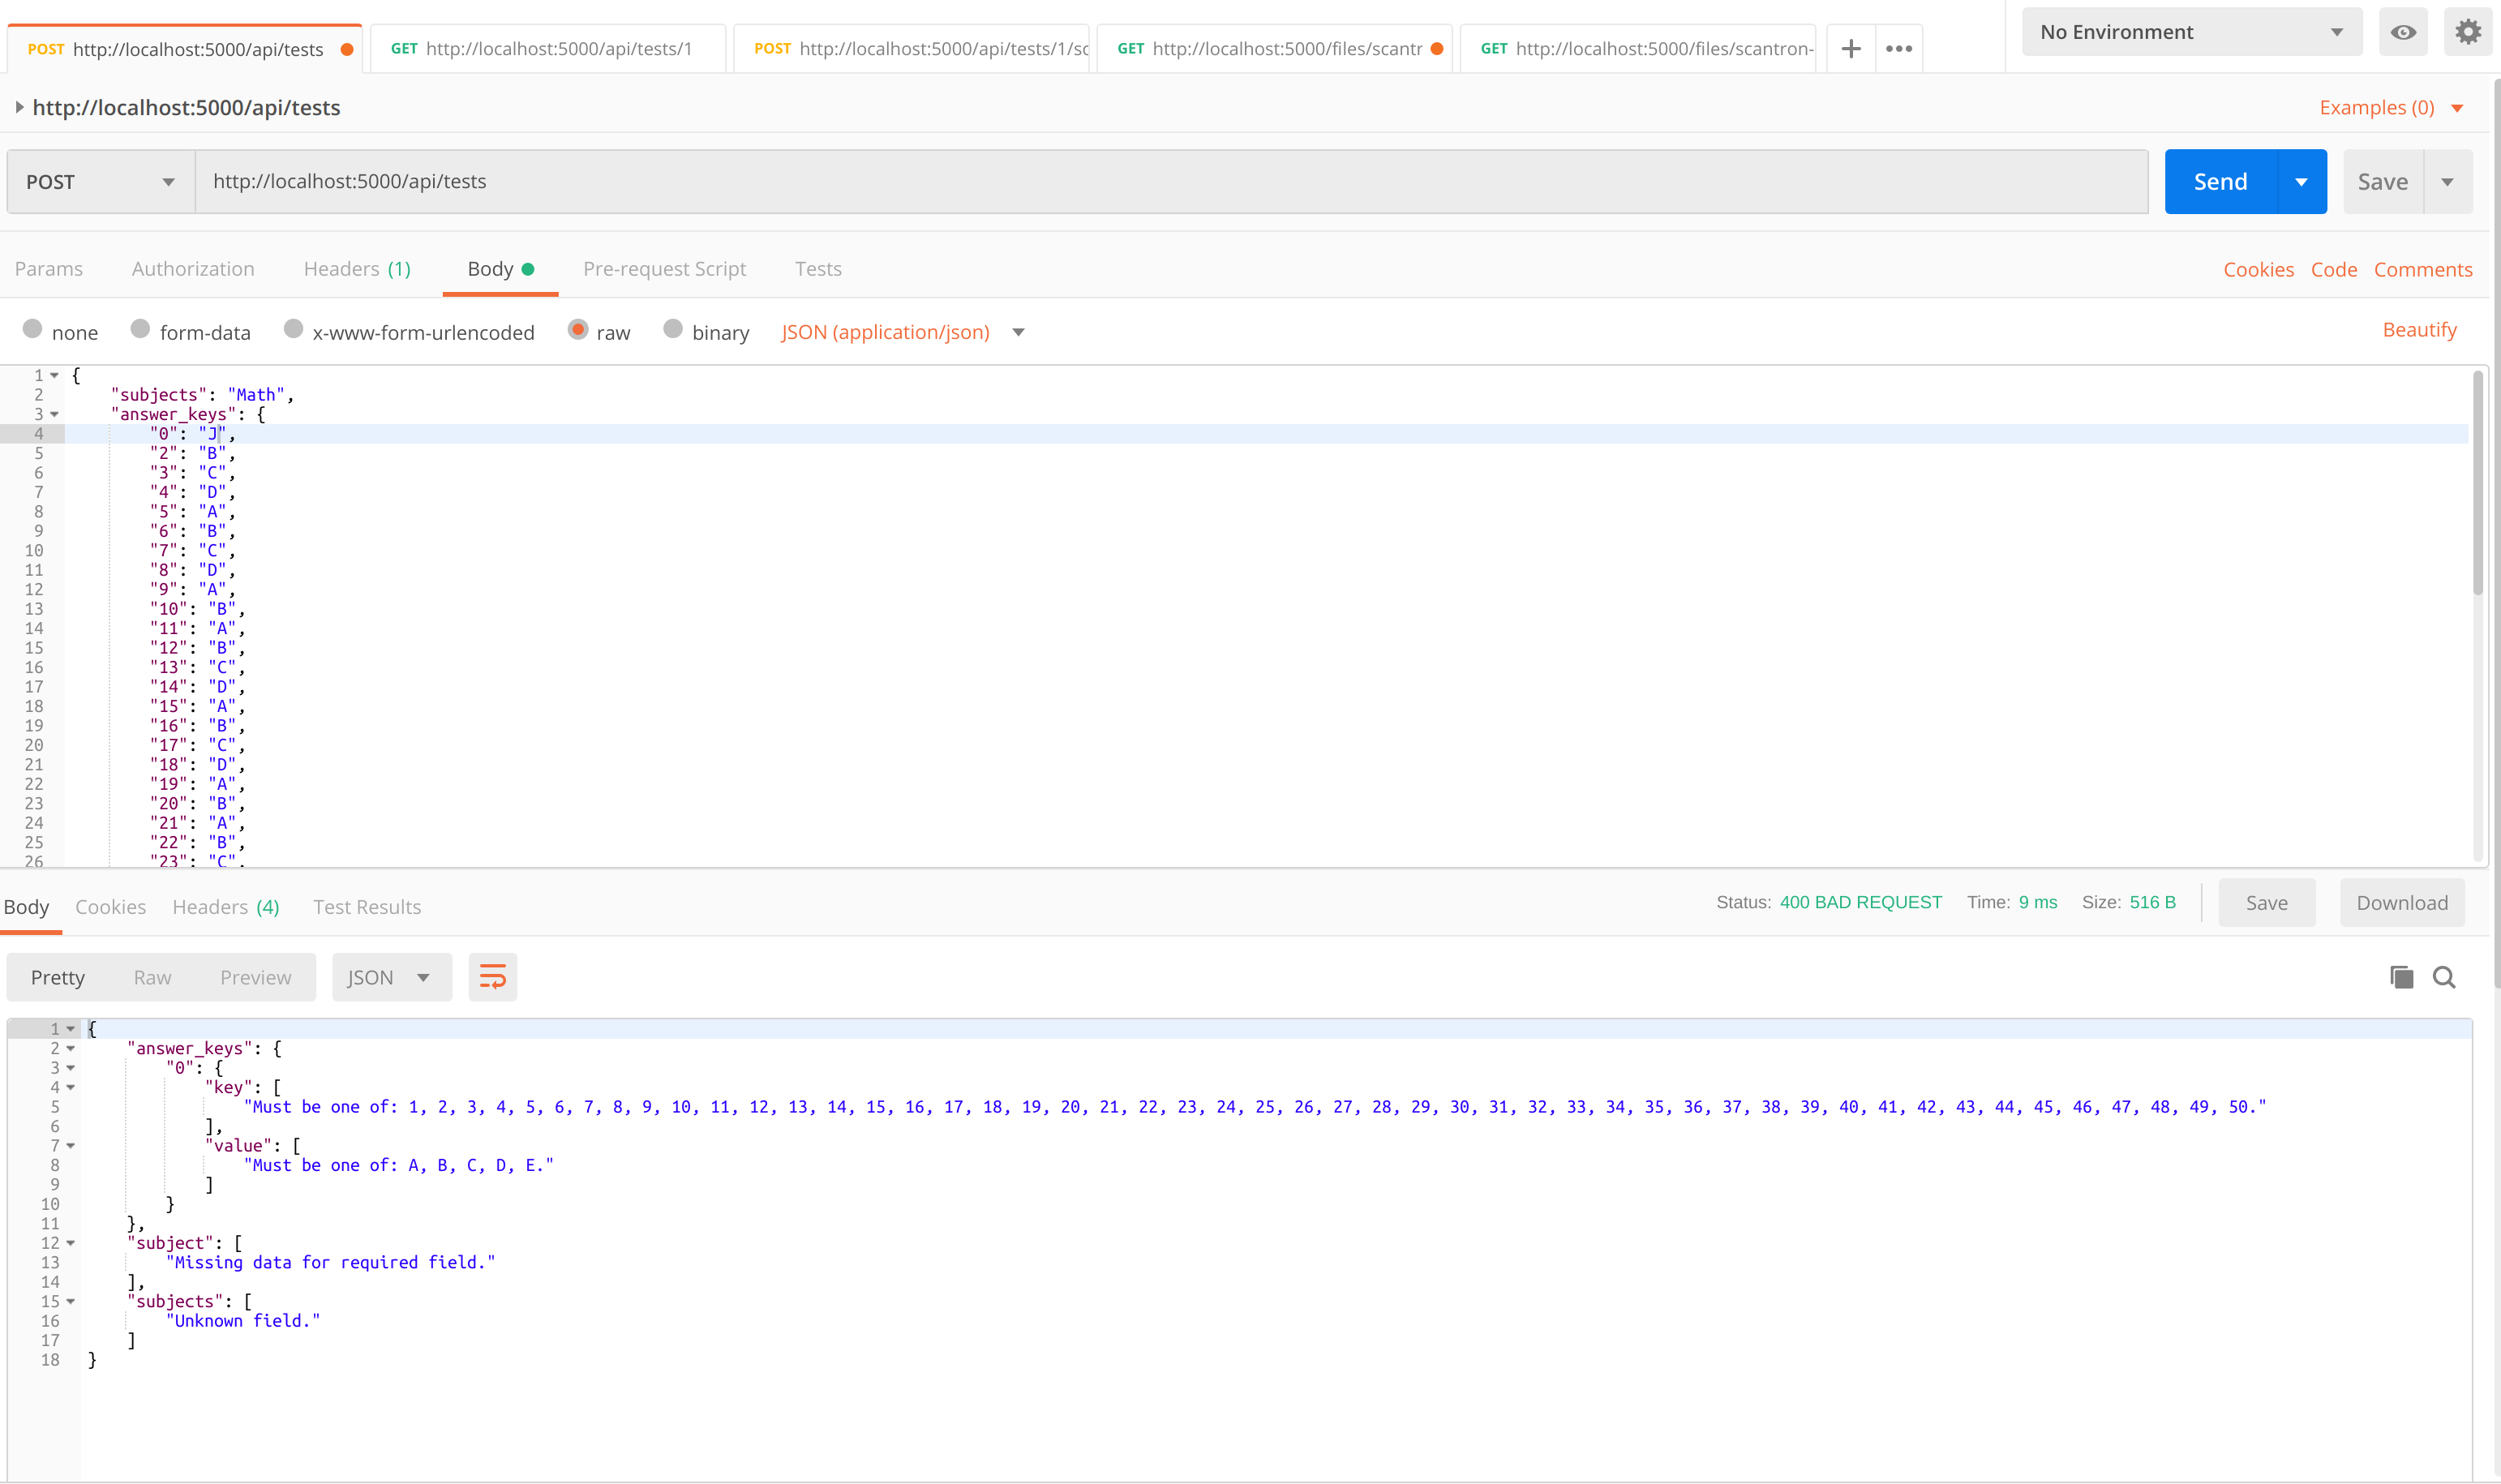 POST http://localhost:5000/api/tests
GET http://localhost:5000/api/tests/1
POST http://localhost:5000/api/tests/1/sc
GET http://localhost:5000/files/scantr
GET http://localhost:5000/files/scantron-
No Environment
http://localhost:5000/api/tests
Examples (0)
POST http://localhost:5000/api/tests Send Save
Params Authorization Headers (1) Body Pre-request Script Tests Cookies Code Comments
none form-data x-www-form-urlencoded raw binary JSON (application/json) Beautify
1 {
2 "subjects": "Math",
3 "answer_keys": {
4 "0": "J",
5 "2": "B",
6 "3": "C",
7 "4": "D",
8 "5": "A",
9 "6": "B",
10 "7": "C",
11 "8": "D",
12 "9": "A",
13 "10": "B",
14 "11": "A",
15 "12": "B",
16 "13": "C",
17 "14": "D",
18 "15": "A",
19 "16": "B",
20 "17": "C",
21 "18": "D",
22 "19": "A",
23 "20": "B",
24 "21": "A",
25 "22": "B",
26 "23": "C",
Body Cookies Headers (4) Test Results Status: 400 BAD REQUEST Time: 9 ms Size: 516 B Save Download
Pretty Raw Preview JSON
1 {
2 "answer_keys": {
3 "0": {
4 "key": [
5 "Must be one of: 1, 2, 3, 4, 5, 6, 7, 8, 9, 10, 11, 12, 13, 14, 15, 16, 17, 18, 19, 20, 21, 22, 23, 24, 25, 26, 27, 28, 29, 30, 31, 32, 33, 34, 35, 36, 37, 38, 39, 40, 41, 42, 43, 44, 45, 46, 47, 48, 49, 50."
6 ],
7 "value": [
8 "Must be one of: A, B, C, D, E."
9 ]
10 }
11 },
12 "subject": [
13 "Missing data for required field."
14 ],
15 "subjects": [
16 "Unknown field."
17 ]
18 }